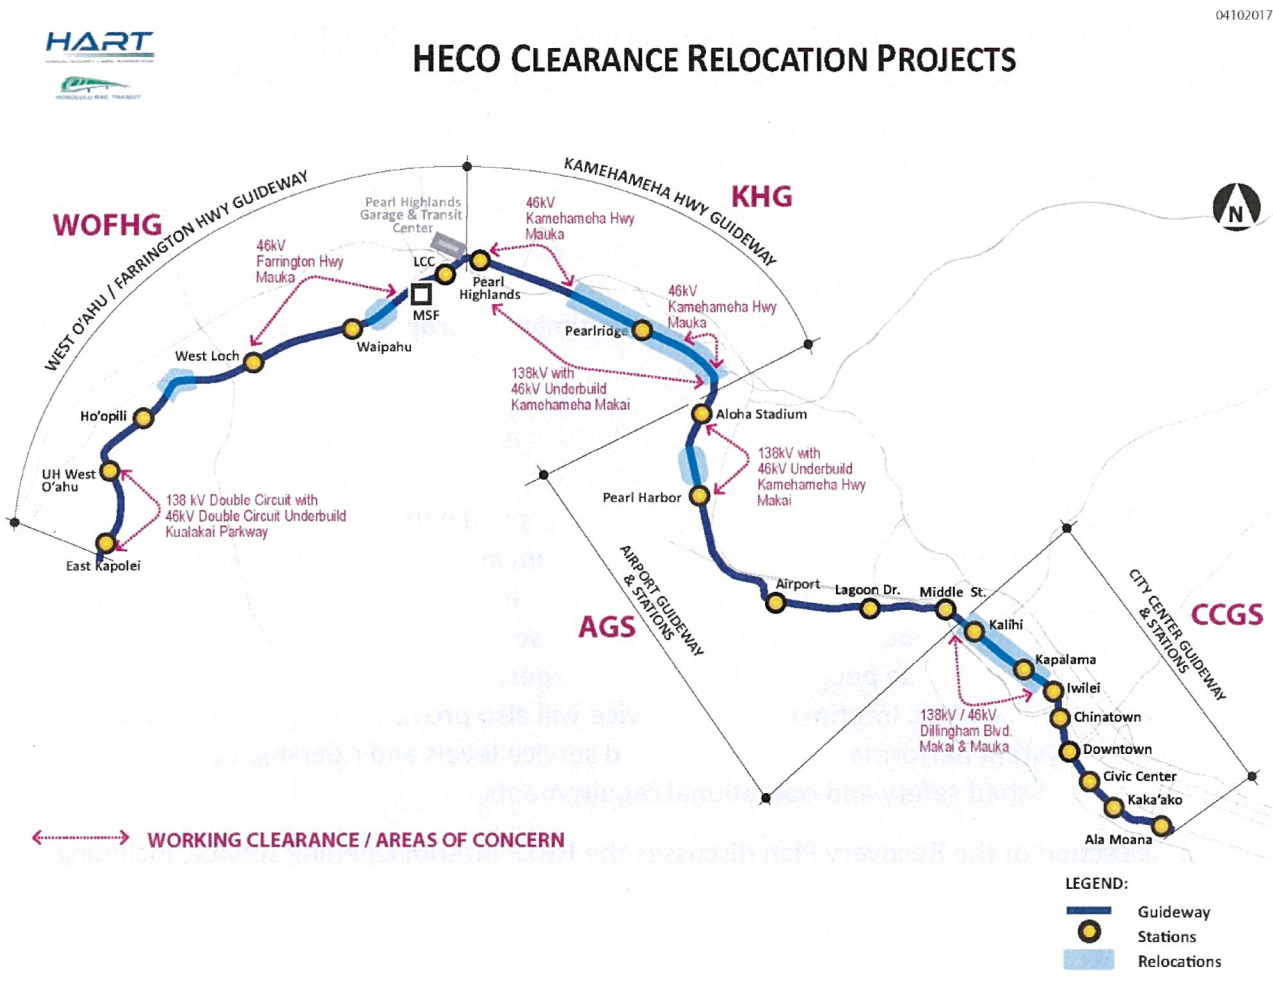 04102017
HART
HONOLULU RAIL TRANSIT
HECO CLEARANCE RELOCATION PROJECTS
WOFHG
WEST O'AHU / FARRINGTON HWY GUIDEWAY
KAMEHAMEHA HWY GUIDEWAY
KHG
N
Pearl Highlands
Garage & Transit
Center
46kV
Kamehameha Hwy
Mauka
46kV
Farrington Hwy
Mauka
LCC
Pearl
Highlands
MSF
46kV
Kamehameha Hwy
Mauka
Pearlridge
Waipahu
West Loch
138kV with
46kV Underbuild
Kamehameha Makai
Ho'opili
Aloha Stadium
UH West
O'ahu
138kV with
46kV Underbuild
Kamehameha Hwy
Makai
Pearl Harbor
138 kV Double Circuit with
46kV Double Circuit Underbuild
Kualakai Parkway
East Kapolei
AIRPORT GUIDEWAY
& STATIONS
AGS
CITY CENTER GUIDEWAY
& STATIONS
CCGS
Airport
Lagoon Dr.
Middle St.
Kalihi
Kapalama
Iwilei
138kV / 46kV
Dillingham Blvd.
Makai & Mauka
Chinatown
Downtown
Civic Center
Kaka'ako
Ala Moana
WORKING CLEARANCE / AREAS OF CONCERN
LEGEND:
Guideway
Stations
Relocations